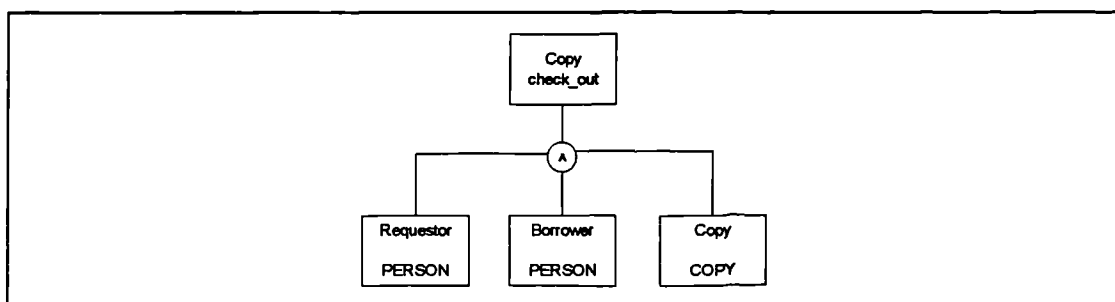 Copy
check_out
A
Requestor
PERSON
Borrower
PERSON
Copy
COPY